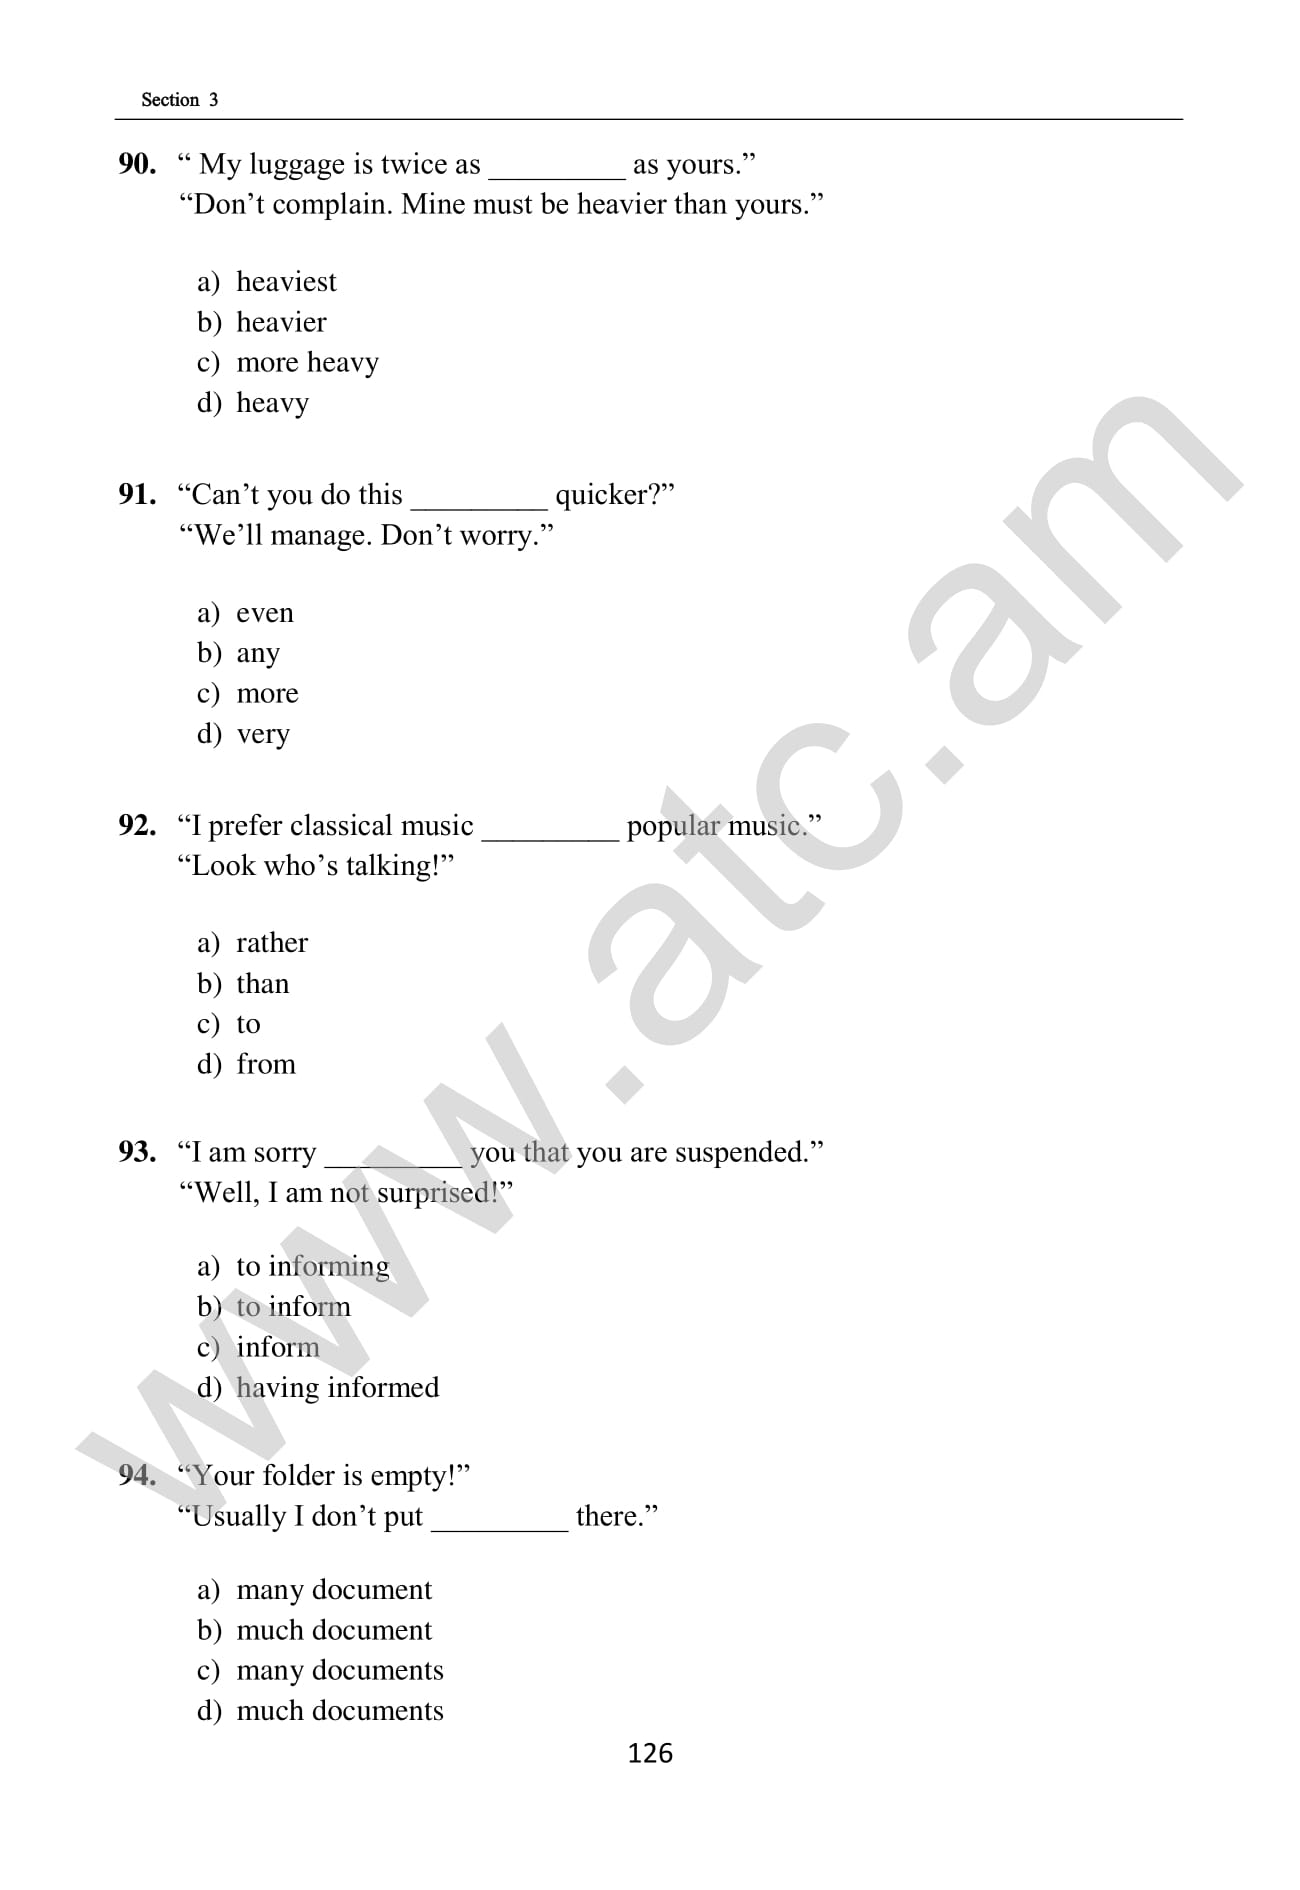 Section 3
90. “ My luggage is twice as _________ as yours.”
“Don’t complain. Mine must be heavier than yours.”
a) heaviest
b) heavier
c) more heavy
d) heavy
91. “Can’t you do this _________ quicker?”
“We’ll manage. Don’t worry.”
a) even
b) any
c) more
d) very
92. “I prefer classical music _________ popular music.”
“Look who’s talking!”
a) rather
b) than
c) to
d) from
93. “I am sorry _________ you that you are suspended.”
“Well, I am not surprised!”
a) to informing
b) to inform
c) inform
d) having informed
94. “Your folder is empty!”
“Usually I don’t put _________ there.”
a) many document
b) much document
c) many documents
d) much documents
126
www.atc.am